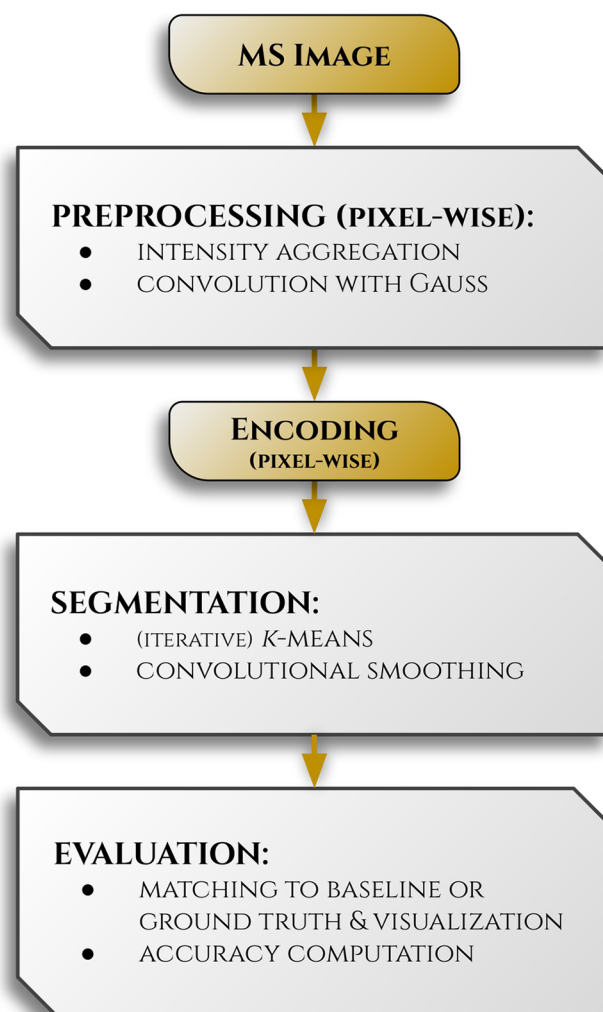 MS Image
PREPROCESSING (pixel-wise):
● intensity aggregation
● convolution with Gauss
Encoding
(pixel-wise)
SEGMENTATION:
● (iterative) K-means
● convolutional smoothing
EVALUATION:
● matching to baseline or
ground truth & visualization
● accuracy computation